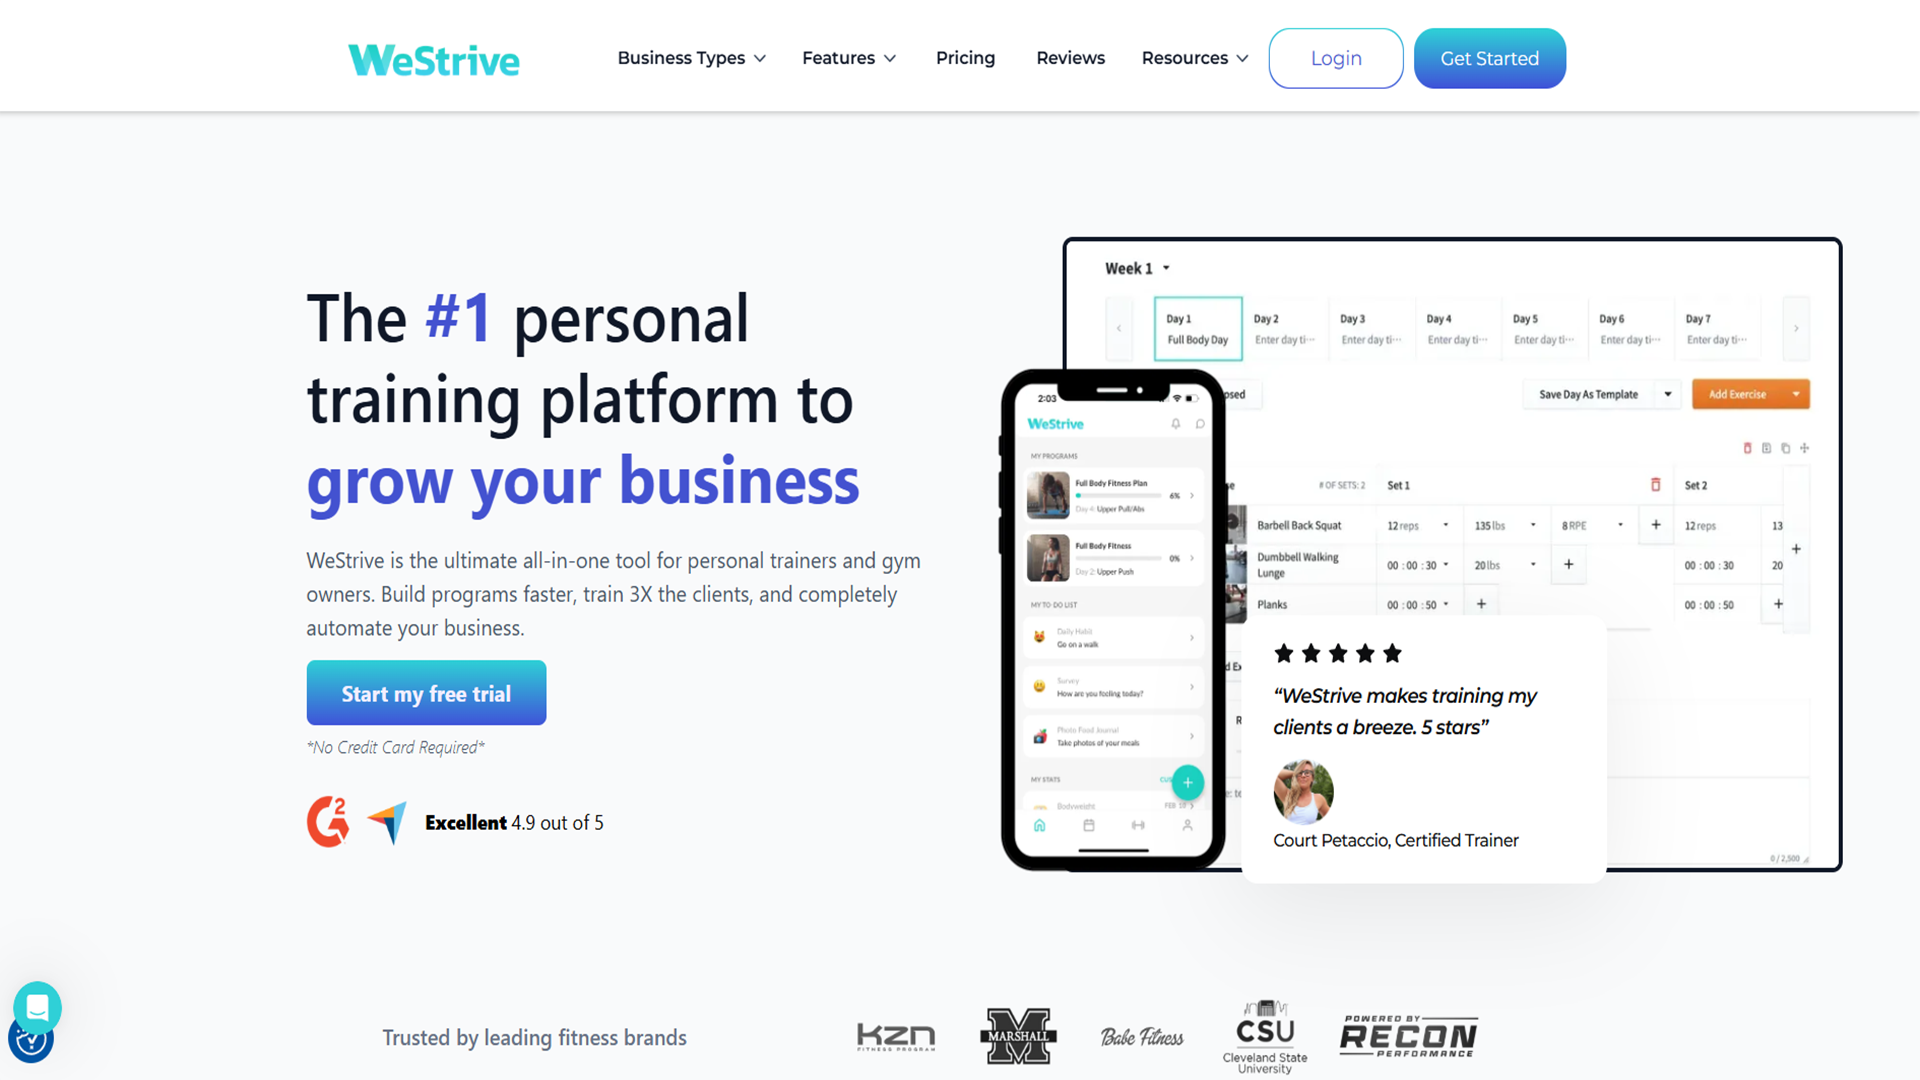 WeStrive
Business Types
Features
Pricing
Reviews
Resources
Login
Get Started
The #1 personal
training platform to
grow your business
WeStrive is the ultimate all-in-one tool for personal trainers and gym
owners. Build programs faster, train 3X the clients, and completely
automate your business.
Start my free trial
*No Credit Card Required*
G2
Excellent 4.9 out of 5
Week 1
Day 1
Full Body Day
Day 2
Enter day ti···
Day 3
Enter day ti···
Day 4
Enter day ti···
Day 5
Enter day ti···
Day 6
Enter day ti···
Day 7
Enter day ti···
Save Day As Template
Add Exercise
# OF SETS: 2
Set 1
Set 2
Barbell Back Squat
12 reps
135 lbs
8 RPE
12 reps
13
Dumbbell Walking
Lunge
00 : 00 : 30
20 lbs
00 : 00 : 30
20
Planks
00 : 00 : 50
00 : 00 : 50
0 / 2,500
2:03
WeStrive
MY PROGRAMS
Full Body Fitness Plan
6%
Day 4: Upper Pull/Abs
Full Body Fitness
0%
Day 2: Upper Push
MY TO DO LIST
Daily Habit
Go on a walk
Survey
How are you feeling today?
Photo Food Journal
Take photos of your meals
MY STATS
Bodyweight
FEB 18
“WeStrive makes training my
clients a breeze. 5 stars”
Court Petaccio, Certified Trainer
Trusted by leading fitness brands
KZN
FITNESS PROGRAM
M
MARSHALL
Babe Fitness
CSU
Cleveland State
University
POWERED BY
RECON
PERFORMANCE